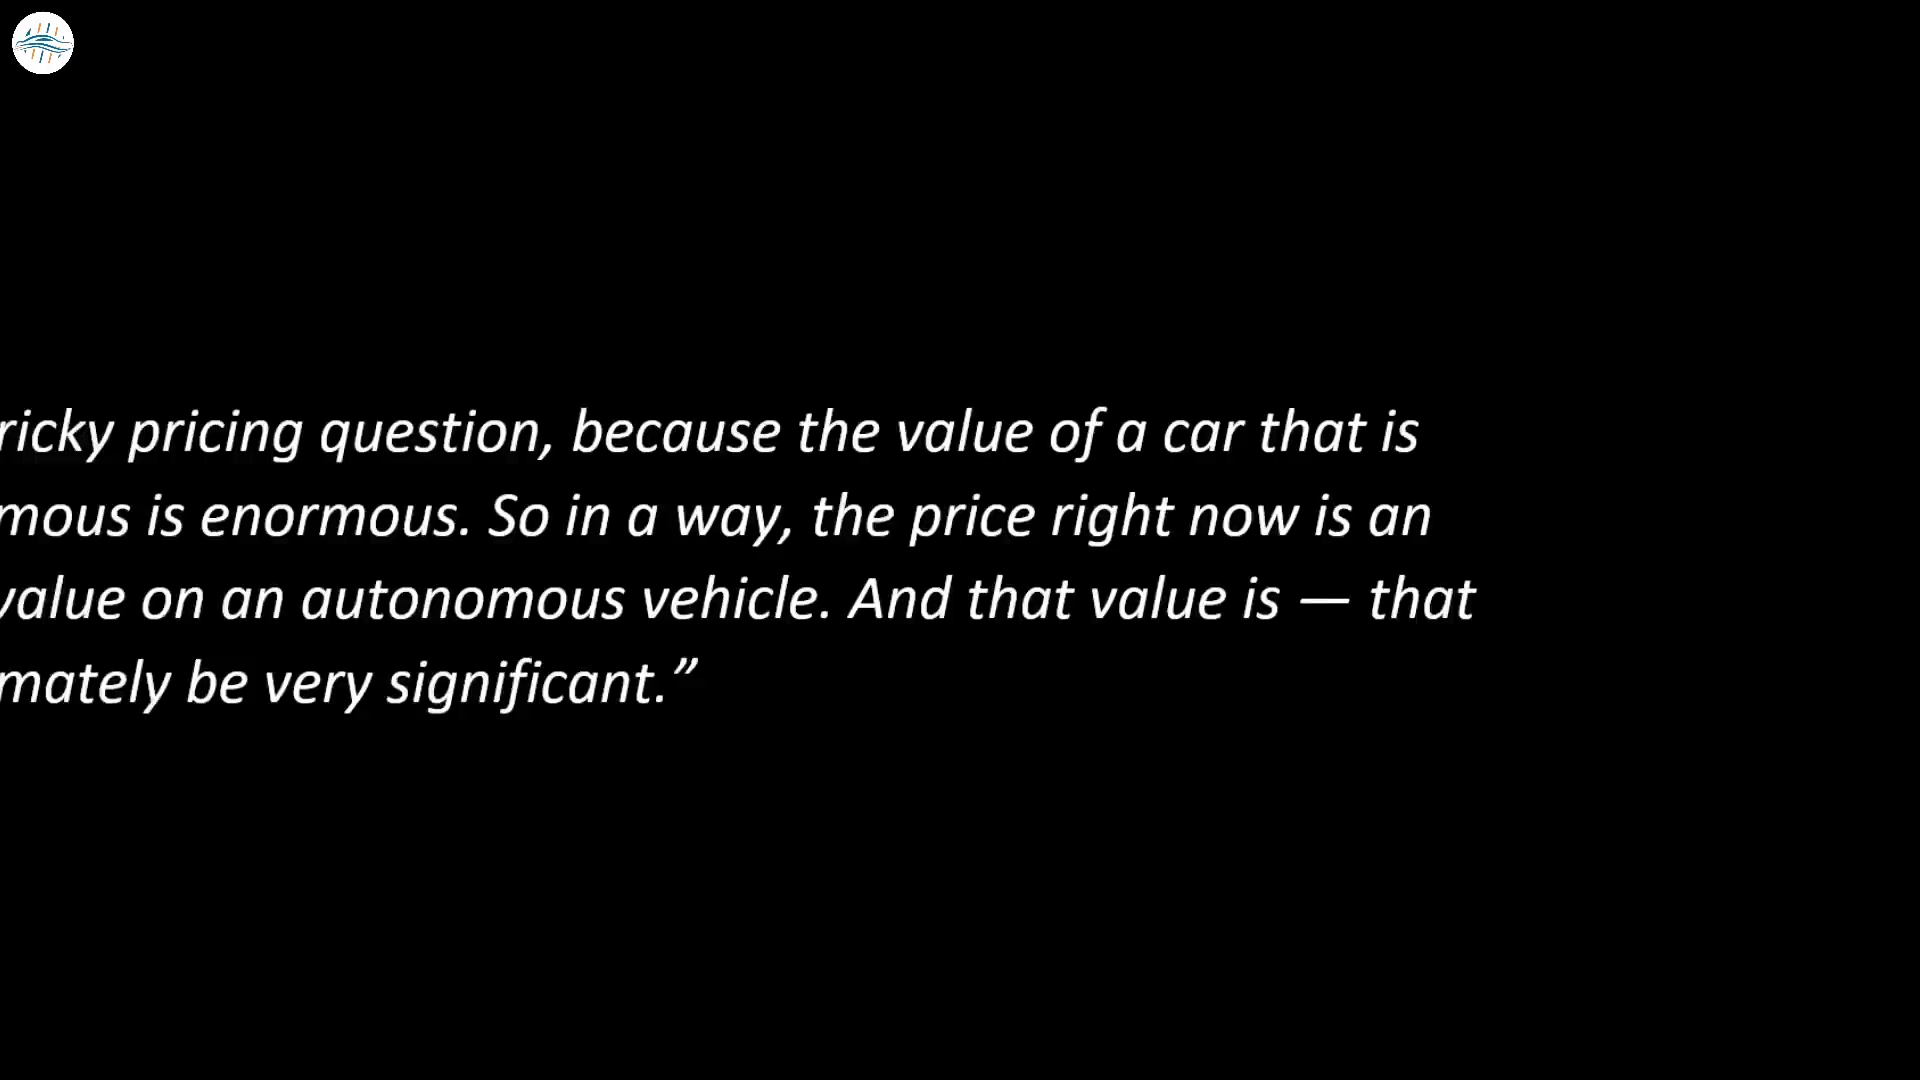 ricky pricing question, because the value of a car that is
mous is enormous. So in a way, the price right now is an
value on an autonomous vehicle. And that value is — that
mately be very significant.”